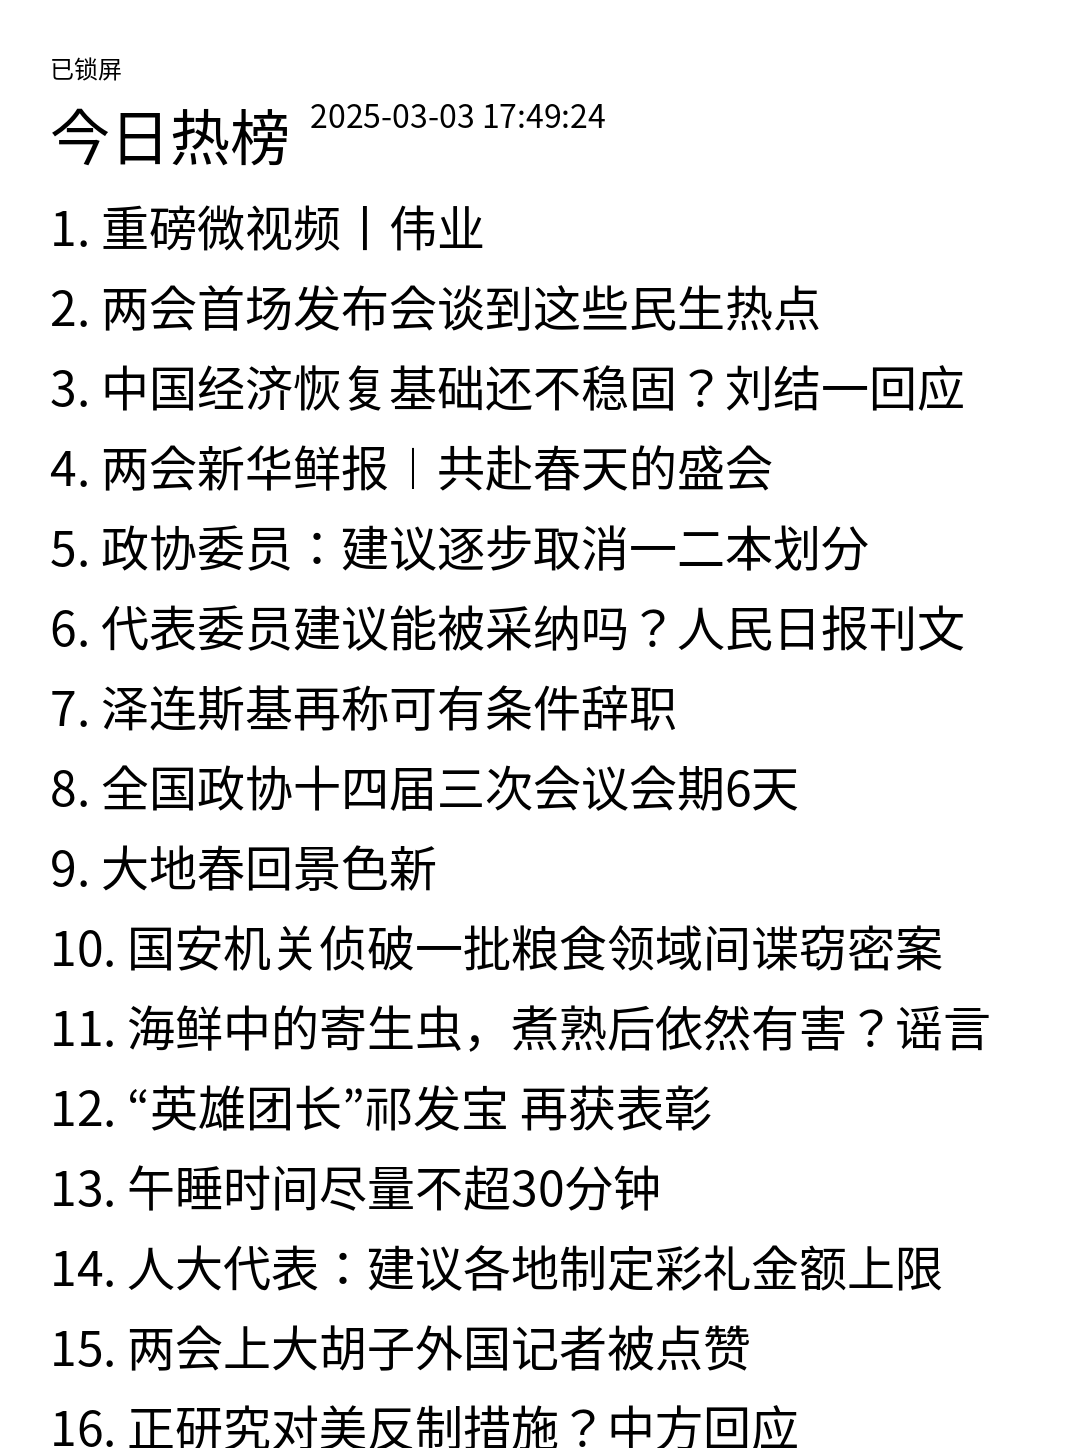 已锁屏
今日热榜 2025-03-03 17:49:24
1. 重磅微视频丨伟业
2. 两会首场发布会谈到这些民生热点
3. 中国经济恢复基础还不稳固？刘结一回应
4. 两会新华鲜报｜共赴春天的盛会
5. 政协委员：建议逐步取消一二本划分
6. 代表委员建议能被采纳吗？人民日报刊文
7. 泽连斯基再称可有条件辞职
8. 全国政协十四届三次会议会期6天
9. 大地春回景色新
10. 国安机关侦破一批粮食领域间谍窃密案
11. 海鲜中的寄生虫，煮熟后依然有害？谣言
12. “英雄团长”祁发宝 再获表彰
13. 午睡时间尽量不超30分钟
14. 人大代表：建议各地制定彩礼金额上限
15. 两会上大胡子外国记者被点赞
16. 正研究对美反制措施？中方回应